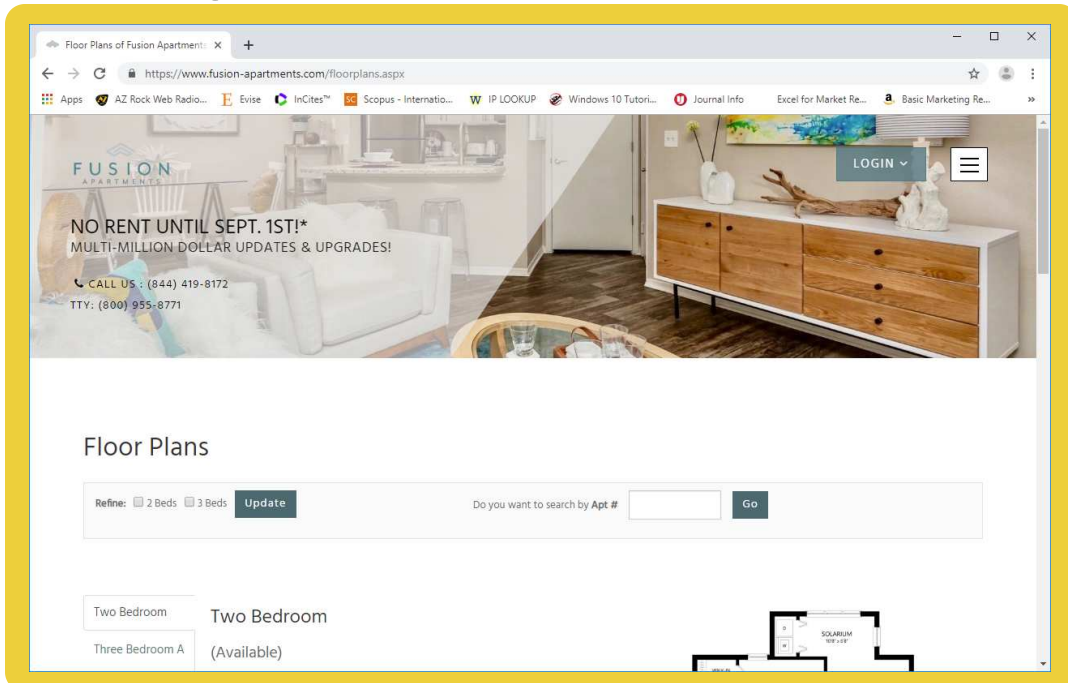 Floor Plans of Fusion Apartments
https://www.fusion-apartments.com/floorplans.aspx
Apps AZ Rock Web Radio... Evise InCites™ Scopus - Internatio... IP LOOKUP Windows 10 Tutori... Journal Info Excel for Market Re... Basic Marketing Re... »
FUSION
APARTMENTS
LOGIN
NO RENT UNTIL SEPT. 1ST!*
MULTI-MILLION DOLLAR UPDATES & UPGRADES!
CALL US : (844) 419-8172
TTY: (800) 955-8771
Floor Plans
Refine: 2 Beds 3 Beds Update Do you want to search by Apt # Go
Two Bedroom
Three Bedroom A
Two Bedroom
(Available)
SOLARIUM